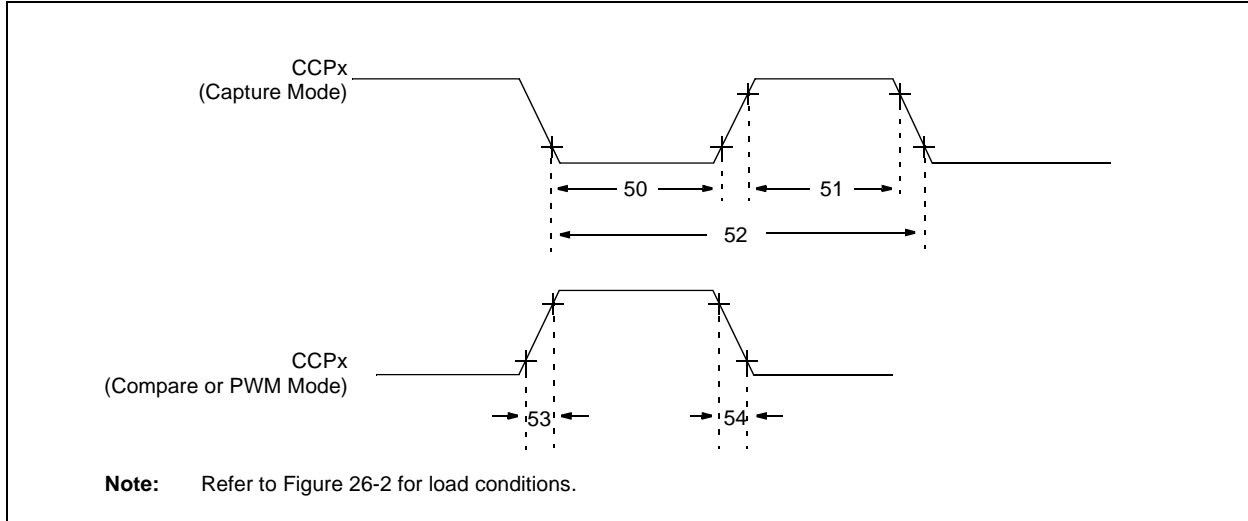 CCPx
(Capture Mode)
50
51
52
CCPx
(Compare or PWM Mode)
53
54
Note: Refer to Figure 26-2 for load conditions.